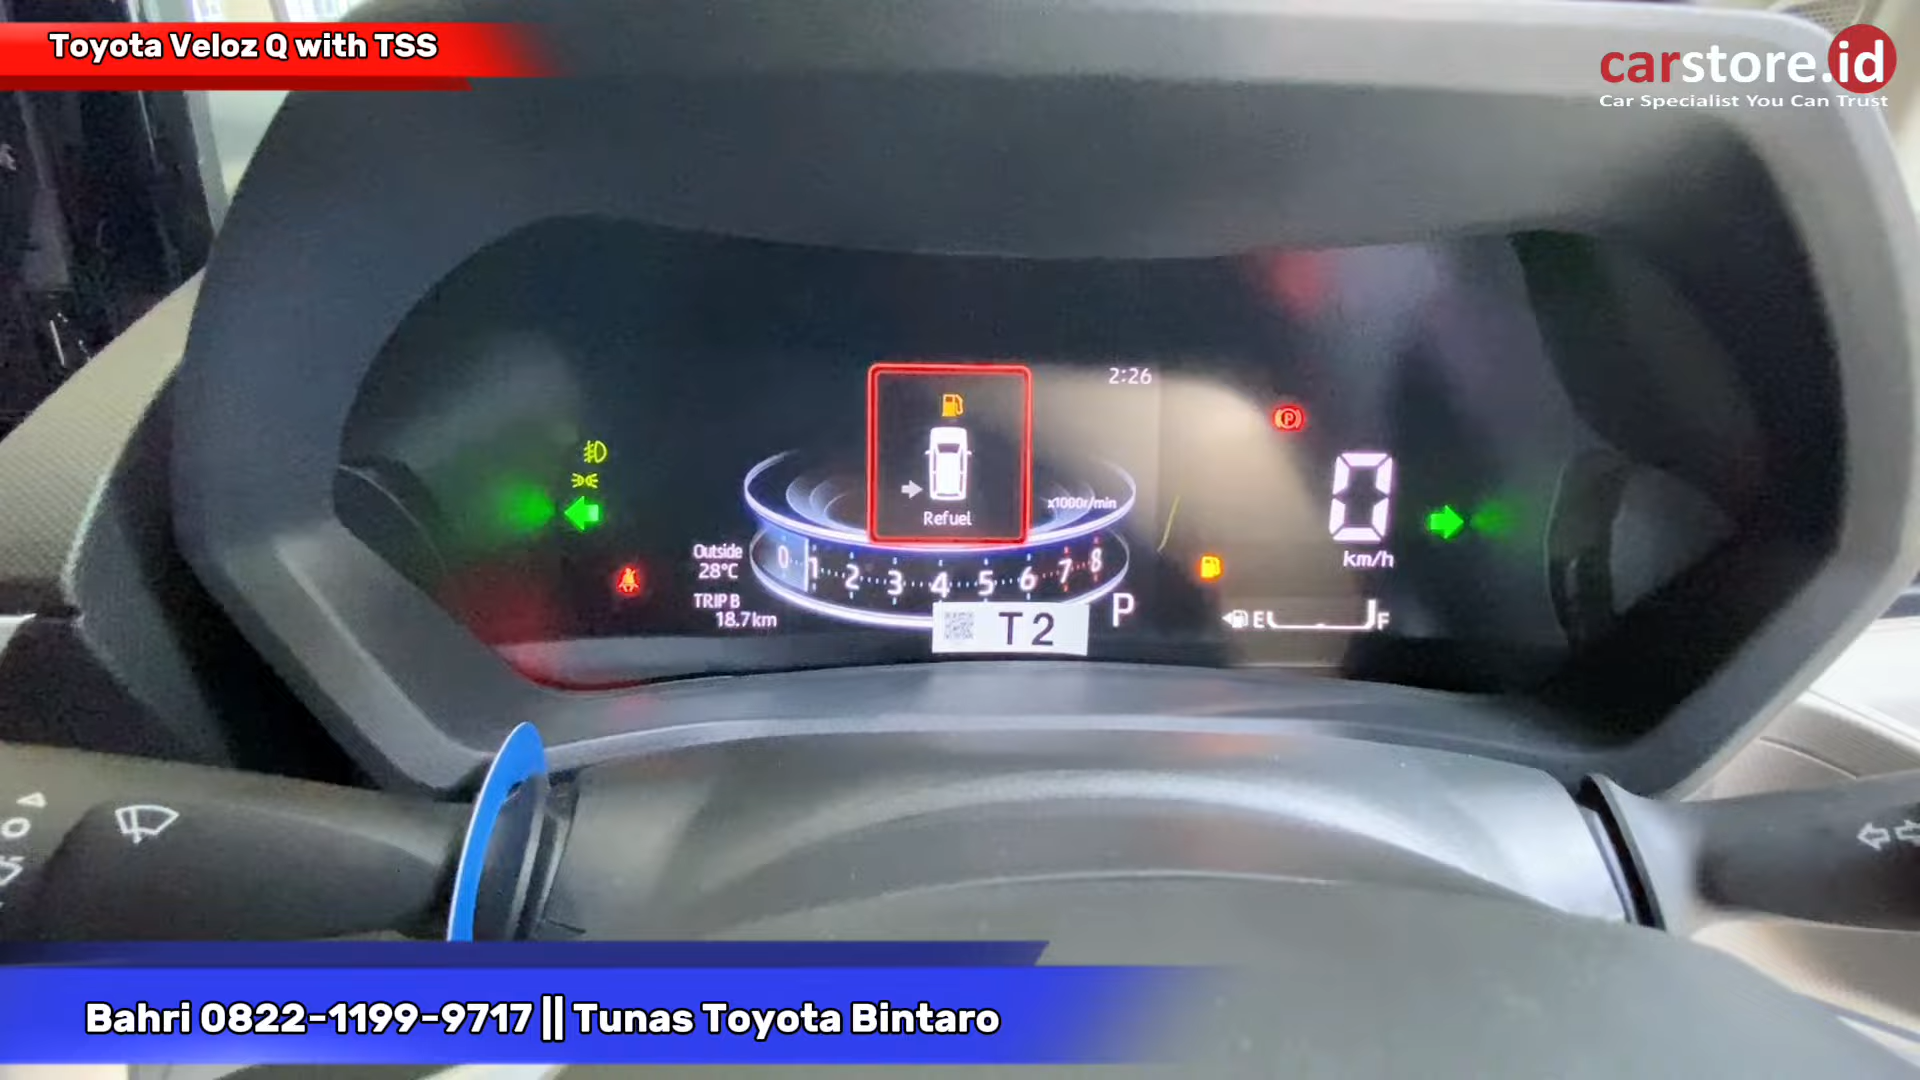 Toyota Veloz Q with TSS
carstore.id
Car Specialist You Can Trust
2:26
Refuel
x1000r/min
0
km/h
Outside
28°C
0 1 2 3 4 5 6 7 8
TRIP B
18.7km
T2
P
E F
Bahri 0822-1199-9717 || Tunas Toyota Bintaro